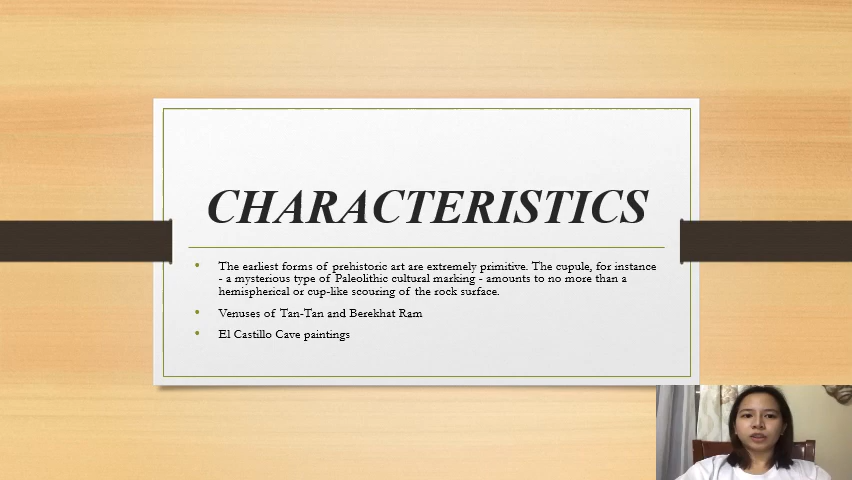 CHARACTERISTICS
• The earliest forms of prehistoric art are extremely primitive. The cupule, for instance
- a mysterious type of Paleolithic cultural marking - amounts to no more than a
hemispherical or cup-like scouring of the rock surface.
• Venuses of Tan-Tan and Berekhat Ram
• El Castillo Cave paintings